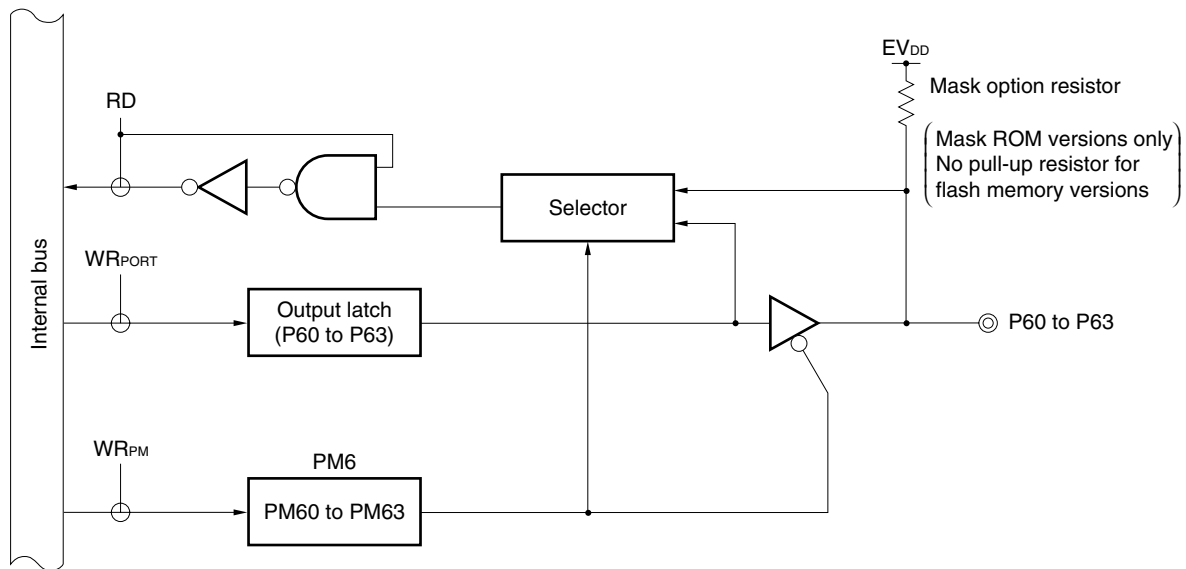 EVDD
Mask option resistor
Mask ROM versions only
No pull-up resistor for
flash memory versions
RD
Selector
WRPORT
Internal bus
Output latch
(P60 to P63)
P60 to P63
WRPM
PM6
PM60 to PM63